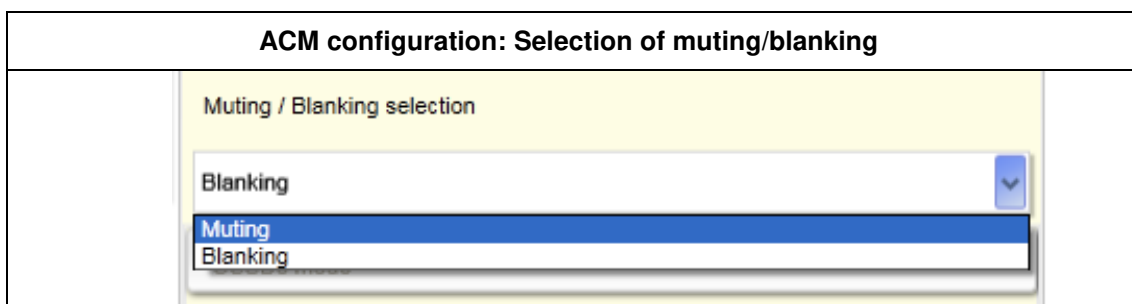 ACM configuration: Selection of muting/blanking
Muting / Blanking selection
Blanking
Muting
Blanking